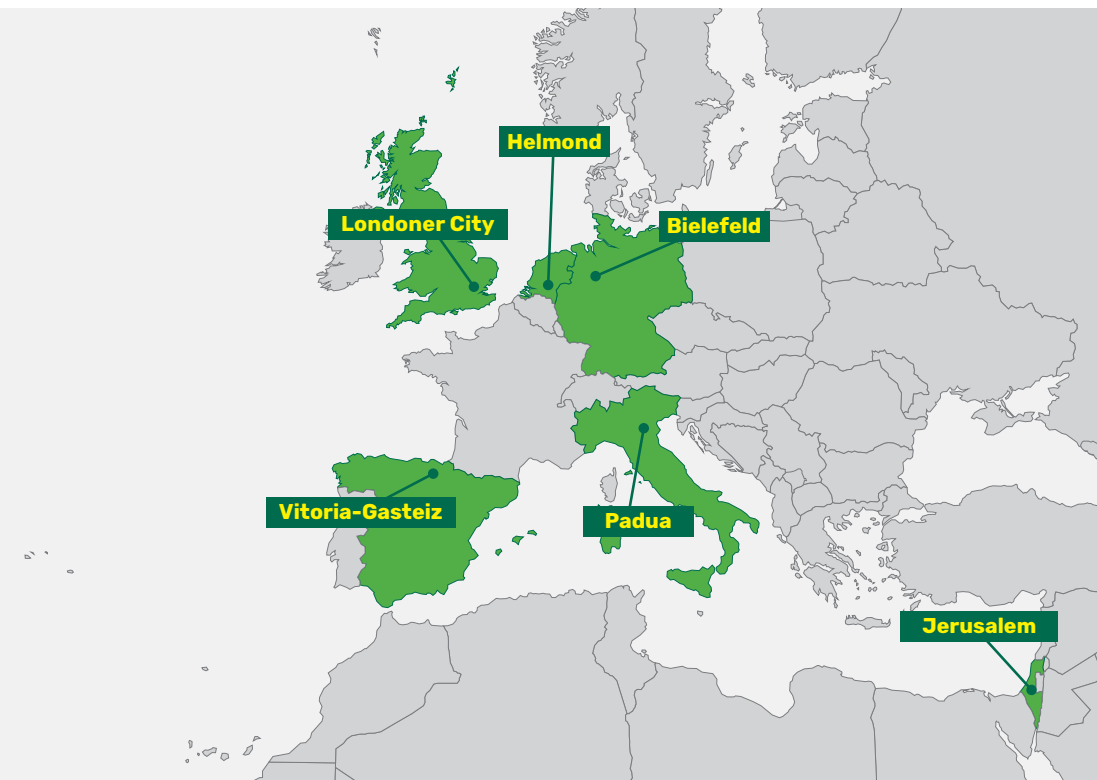 Helmond
Londoner City
Bielefeld
Vitoria-Gasteiz
Padua
Jerusalem